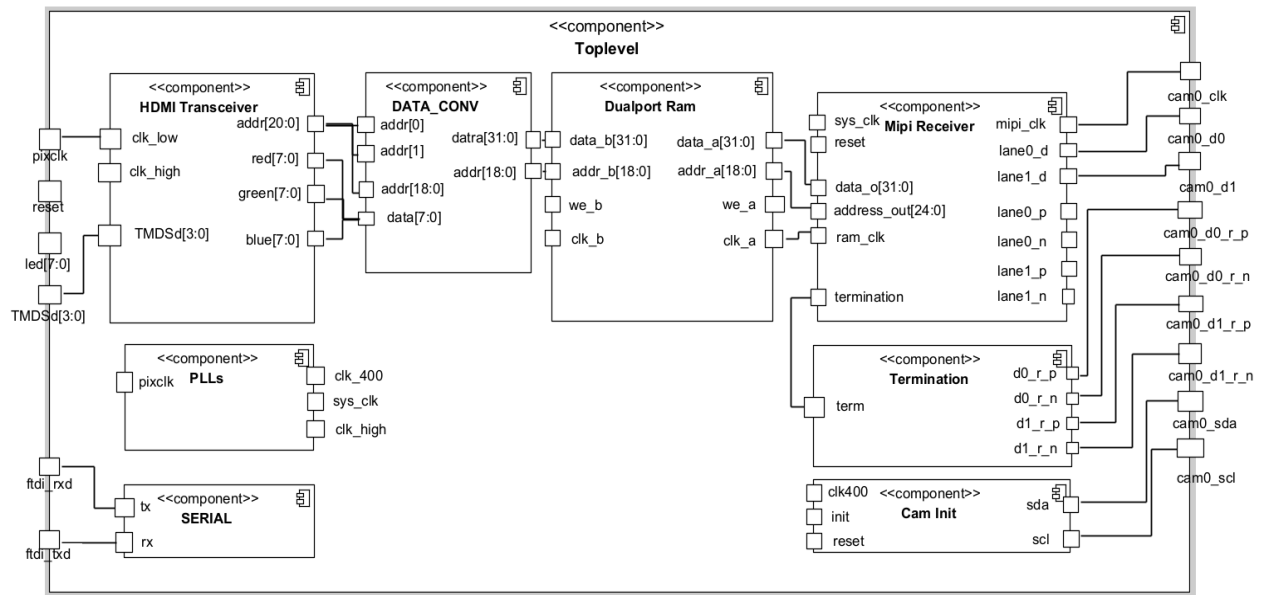 <<component>>
Toplevel
pixclk
reset
led[7:0]
TMDSd[3:0]
ftdi_rxd
ftdi_txd
<<component>>
HDMI Transceiver
addr[20:0]
clk_low
red[7:0]
clk_high
green[7:0]
TMDSd[3:0]
blue[7:0]
<<component>>
DATA_CONV
addr[0]
datra[31:0]
addr[1]
addr[18:0]
addr[18:0]
data[7:0]
<<component>>
Dualport Ram
data_b[31:0]
data_a[31:0]
addr_b[18:0]
addr_a[18:0]
we_b
we_a
clk_b
clk_a
<<component>>
Mipi Receiver
sys_clk
mipi_clk
reset
lane0_d
lane1_d
data_o[31:0]
address_out[24:0]
lane0_p
ram_clk
lane0_n
lane1_p
termination
lane1_n
<<component>>
PLLs
pixclk
clk_400
sys_clk
clk_high
<<component>>
SERIAL
tx
rx
<<component>>
Termination
d0_r_p
term
d0_r_n
d1_r_p
d1_r_n
<<component>>
Cam Init
clk400
init
reset
sda
scl
cam0_clk
cam0_d0
cam0_d1
cam0_d0_r_p
cam0_d0_r_n
cam0_d1_r_p
cam0_d1_r_n
cam0_sda
cam0_scl